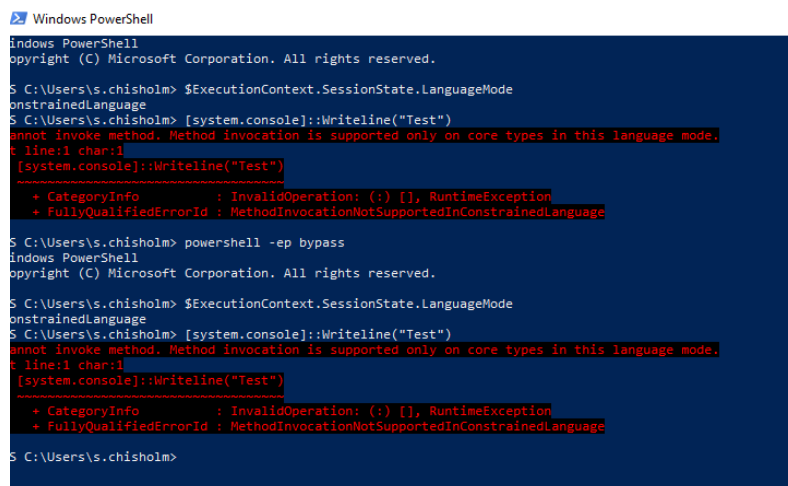 Windows PowerShell
indows PowerShell
opyright (C) Microsoft Corporation. All rights reserved.
S C:\Users\s.chisholm> $ExecutionContext.SessionState.LanguageMode
onstrainedLanguage
S C:\Users\s.chisholm> [system.console]::Writeline("Test")
annot invoke method. Method invocation is supported only on core types in this language mode.
t line:1 char:1
[system.console]::Writeline("Test")
~~~~~~~~~~~~~~~~~~~~~~~~~~~~~~~~~~~
+ CategoryInfo : InvalidOperation: (:) [], RuntimeException
+ FullyQualifiedErrorId : MethodInvocationNotSupportedInConstrainedLanguage
S C:\Users\s.chisholm> powershell -ep bypass
indows PowerShell
opyright (C) Microsoft Corporation. All rights reserved.
S C:\Users\s.chisholm> $ExecutionContext.SessionState.LanguageMode
onstrainedLanguage
S C:\Users\s.chisholm> [system.console]::Writeline("Test")
annot invoke method. Method invocation is supported only on core types in this language mode.
t line:1 char:1
[system.console]::Writeline("Test")
~~~~~~~~~~~~~~~~~~~~~~~~~~~~~~~~~~~
+ CategoryInfo : InvalidOperation: (:) [], RuntimeException
+ FullyQualifiedErrorId : MethodInvocationNotSupportedInConstrainedLanguage
S C:\Users\s.chisholm>